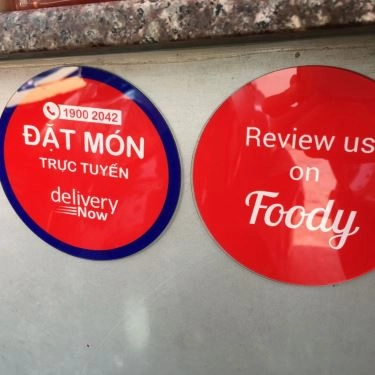 1900 2042
ĐẶT MÓN
TRỰC TUYẾN
delivery
Now
Review us
on
Foody